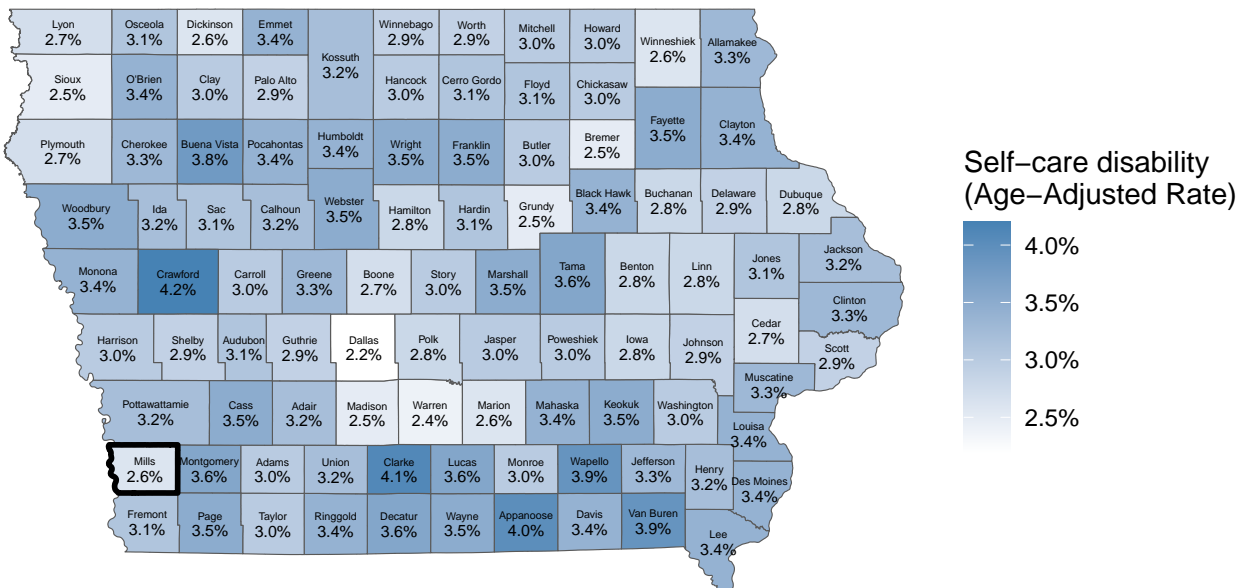 Lyon
2.7%
Osceola
3.1%
Dickinson
2.6%
Emmet
3.4%
Kossuth
3.2%
Winnebago
2.9%
Worth
2.9%
Mitchell
3.0%
Howard
3.0%
Winneshiek
2.6%
Allamakee
3.3%
Sioux
2.5%
O'Brien
3.4%
Clay
3.0%
Palo Alto
2.9%
Hancock
3.0%
Cerro Gordo
3.1%
Floyd
3.1%
Chickasaw
3.0%
Fayette
3.5%
Clayton
3.4%
Plymouth
2.7%
Cherokee
3.3%
Buena Vista
3.8%
Pocahontas
3.4%
Humboldt
3.4%
Wright
3.5%
Franklin
3.5%
Butler
3.0%
Bremer
2.5%
Woodbury
3.5%
Ida
3.2%
Sac
3.1%
Calhoun
3.2%
Webster
3.5%
Hamilton
2.8%
Hardin
3.1%
Grundy
2.5%
Black Hawk
3.4%
Buchanan
2.8%
Delaware
2.9%
Dubuque
2.8%
Monona
3.4%
Crawford
4.2%
Carroll
3.0%
Greene
3.3%
Boone
2.7%
Story
3.0%
Marshall
3.5%
Tama
3.6%
Benton
2.8%
Linn
2.8%
Jones
3.1%
Jackson
3.2%
Clinton
3.3%
Harrison
3.0%
Shelby
2.9%
Audubon
3.1%
Guthrie
2.9%
Dallas
2.2%
Polk
2.8%
Jasper
3.0%
Poweshiek
3.0%
Iowa
2.8%
Johnson
2.9%
Cedar
2.7%
Scott
2.9%
Muscatine
3.3%
Pottawattamie
3.2%
Cass
3.5%
Adair
3.2%
Madison
2.5%
Warren
2.4%
Marion
2.6%
Mahaska
3.4%
Keokuk
3.5%
Washington
3.0%
Louisa
3.4%
Mills
2.6%
Montgomery
3.6%
Adams
3.0%
Union
3.2%
Clarke
4.1%
Lucas
3.6%
Monroe
3.0%
Wapello
3.9%
Jefferson
3.3%
Henry
3.2%
Des Moines
3.4%
Fremont
3.1%
Page
3.5%
Taylor
3.0%
Ringgold
3.4%
Decatur
3.6%
Wayne
3.5%
Appanoose
4.0%
Davis
3.4%
Van Buren
3.9%
Lee
3.4%
Self−care disability
(Age−Adjusted Rate)
4.0%
3.5%
3.0%
2.5%